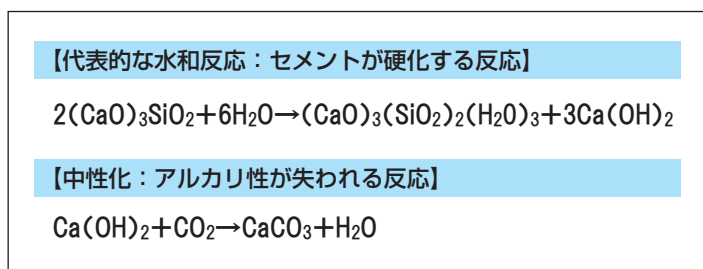 【代表的な水和反応：セメントが硬化する反応】
2(CaO)₃SiO₂+6H₂O→(CaO)₃(SiO₂)₂(H₂0)₃+3Ca(OH)₂
【中性化：アルカリ性が失われる反応】
Ca(OH)₂+CO₂→CaCO₃+H₂O